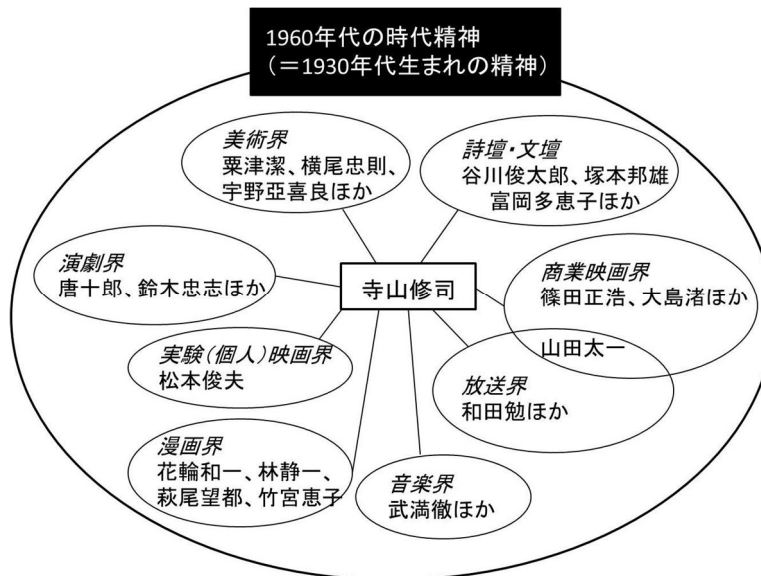 1960年代の時代精神
（＝1930年代生まれの精神）
美術界
粟津潔、横尾忠則、
宇野亞喜良ほか
詩壇・文壇
谷川俊太郎、塚本邦雄
富岡多恵子ほか
演劇界
唐十郎、鈴木忠志ほか
寺山修司
商業映画界
篠田正浩、大島渚ほか
山田太一
実験（個人）映画界
松本俊夫
放送界
和田勉ほか
漫画界
花輪和一、林静一、
萩尾望都、竹宮恵子
音楽界
武満徹ほか